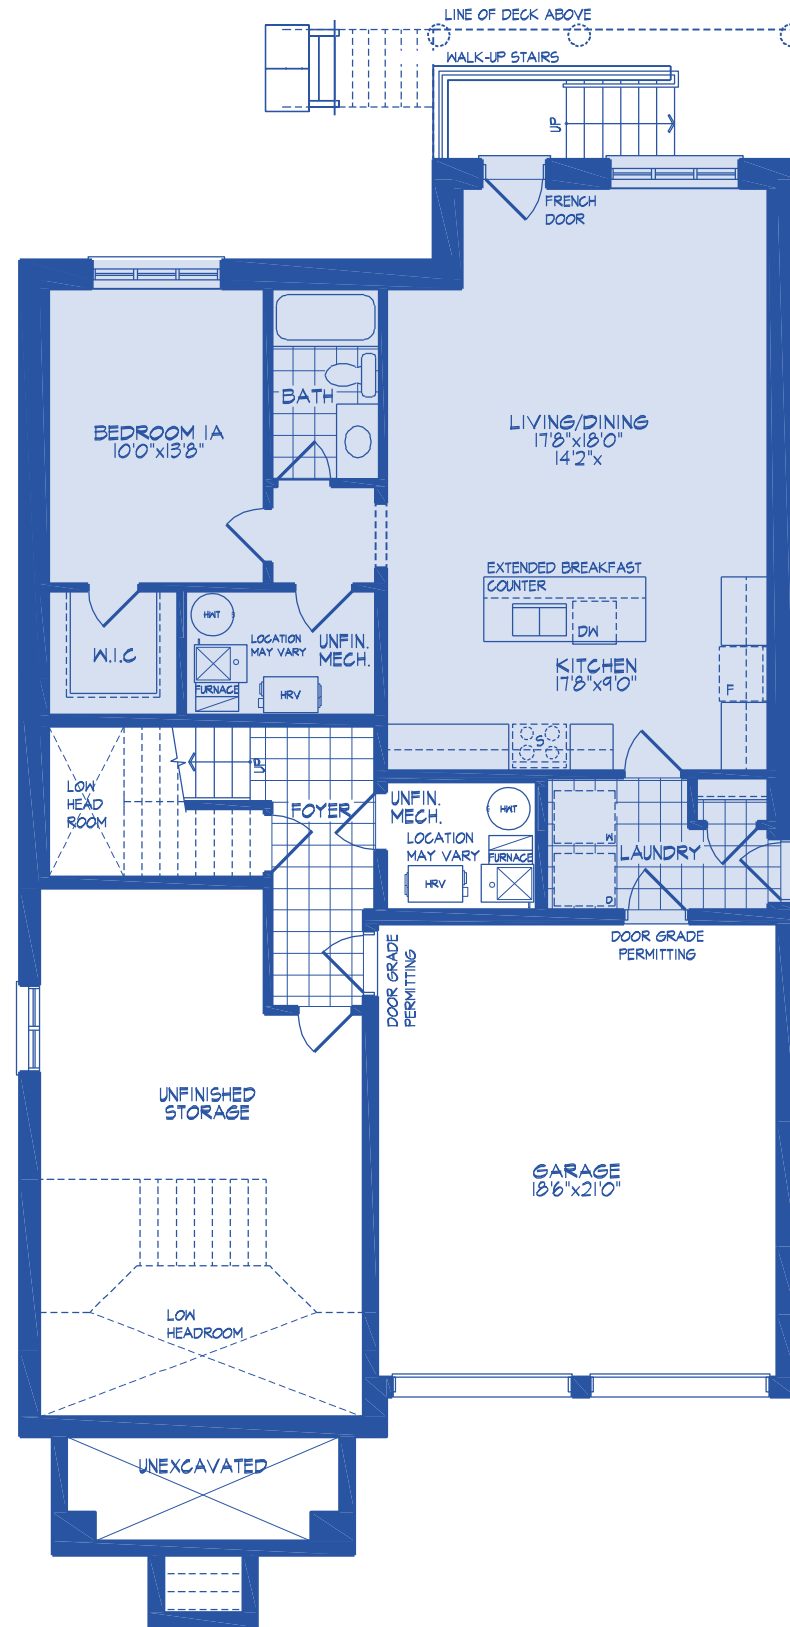 LINE OF DECK ABOVE
WALK-UP STAIRS
UP
FRENCH
DOOR
BATH
BEDROOM 1A
10'0"x13'8"
LIVING/DINING
17'8"x18'0"
14'2"x
EXTENDED BREAKFAST
COUNTER
DW
KITCHEN
17'8"x9'0"
F
S
W.I.C
HWT
LOCATION
MAY VARY
UNFIN.
MECH.
FURNACE
HRV
UP
LOW
HEAD
ROOM
FOYER
UNFIN.
MECH.
HWT
LOCATION
MAY VARY
FURNACE
HRV
W
LAUNDRY
D
DOOR GRADE
PERMITTING
DOOR GRADE
PERMITTING
UNFINISHED
STORAGE
GARAGE
18'6"x21'0"
LOW
HEADROOM
UNEXCAVATED